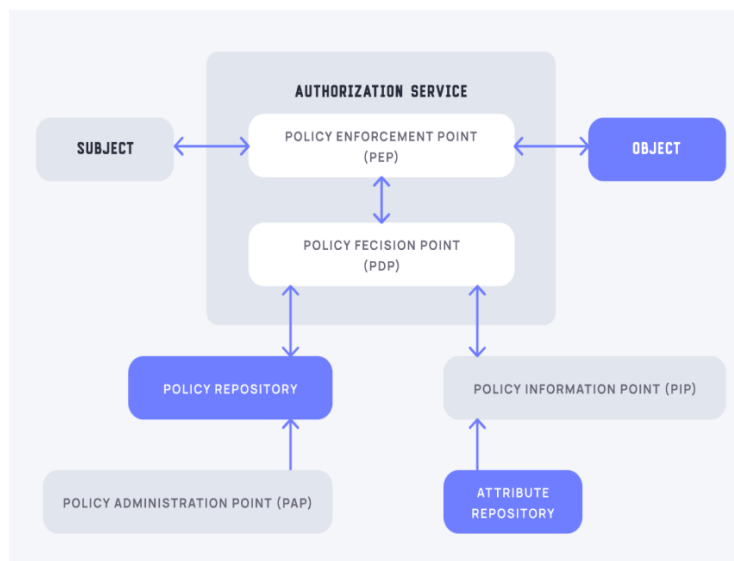 AUTHORIZATION SERVICE
SUBJECT
POLICY ENFORCEMENT POINT
(PEP)
OBJECT
POLICY FECISION POINT
(PDP)
POLICY REPOSITORY
POLICY INFORMATION POINT (PIP)
POLICY ADMINISTRATION POINT (PAP)
ATTRIBUTE
REPOSITORY